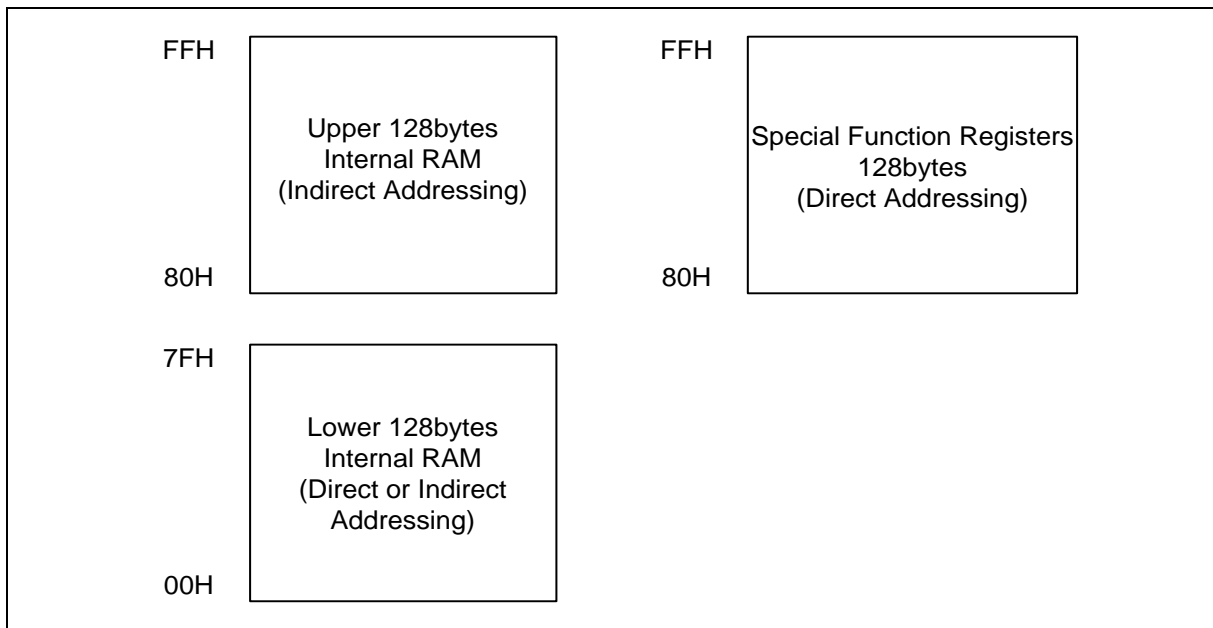 FFH
Upper 128bytes
Internal RAM
(Indirect Addressing)
80H
FFH
Special Function Registers
128bytes
(Direct Addressing)
80H
7FH
Lower 128bytes
Internal RAM
(Direct or Indirect
Addressing)
00H